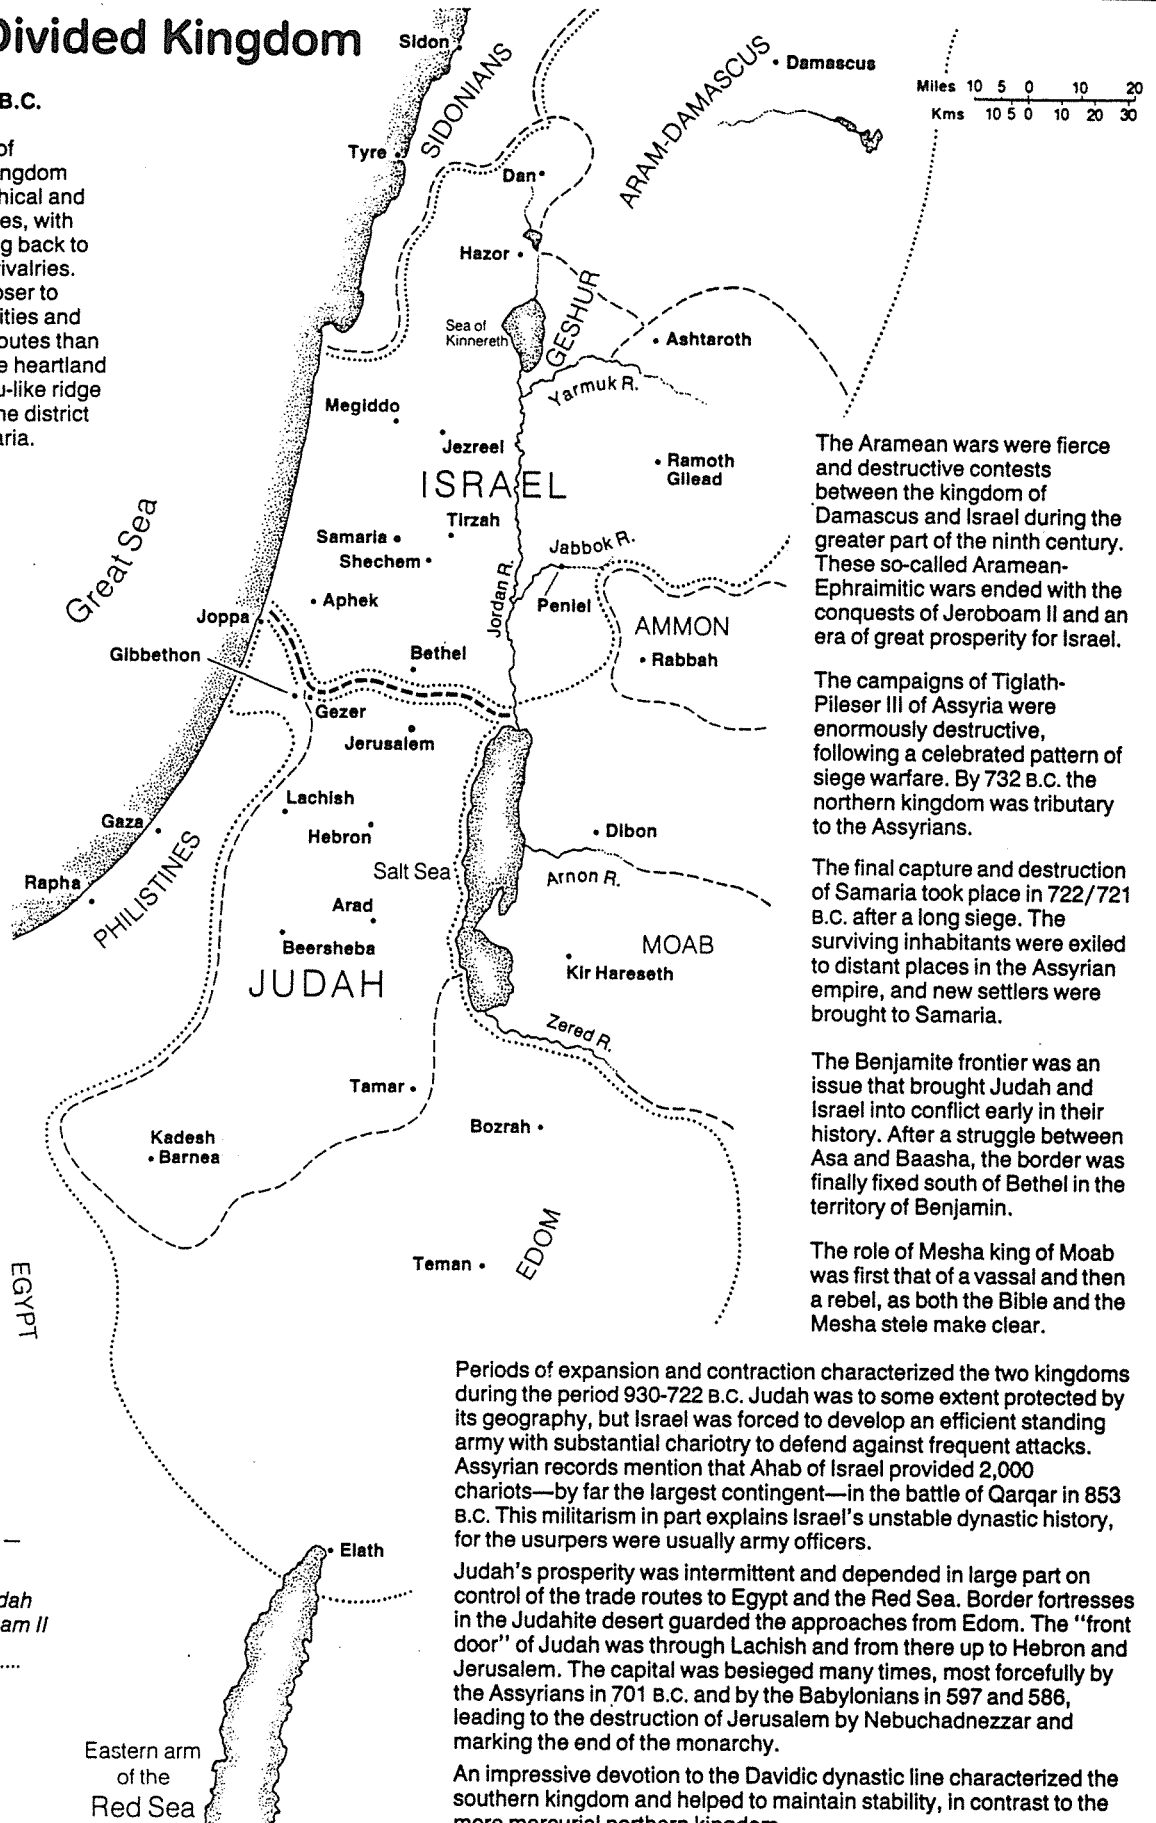 Divided Kingdom
B.C.
of
ngdom
hical and
es, with
g back to
ivalries.
oser to
ities and
outes than
e heartland
u-like ridge
he district
aria.
Sidon
SIDONIANS
Tyre
Dan
Hazor
ARAM-DAMASCUS
Damascus
Miles 10 5 0 10 20
Kms 10 5 0 10 20 30
GESHUR
Sea of
Kinnereth
Ashtaroth
Yarmuk R.
Megiddo
Jezreel
Ramoth
Gilead
ISRAEL
Great Sea
Tirzah
Samaria
Shechem
Jabbok R.
Jordan R.
Aphek
Peniel
Joppa
AMMON
Gibbethon
Bethel
Rabbah
Gezer
Jerusalem
Lachish
Gaza
Hebron
Dibon
PHILISTINES
Salt Sea
Arnon R.
Rapha
Arad
Beersheba
MOAB
Kir Hareseth
JUDAH
Zered R.
Tamar
Bozrah
Kadesh
Barnea
EDOM
Teman
EGYPT
Elath
—
dah
am II
....
Eastern arm
of the
Red Sea
The Aramean wars were fierce
and destructive contests
between the kingdom of
Damascus and Israel during the
greater part of the ninth century.
These so-called Aramean-
Ephraimitic wars ended with the
conquests of Jeroboam II and an
era of great prosperity for Israel.
The campaigns of Tiglath-
Pileser III of Assyria were
enormously destructive,
following a celebrated pattern of
siege warfare. By 732 B.C. the
northern kingdom was tributary
to the Assyrians.
The final capture and destruction
of Samaria took place in 722/721
B.C. after a long siege. The
surviving inhabitants were exiled
to distant places in the Assyrian
empire, and new settlers were
brought to Samaria.
The Benjamite frontier was an
issue that brought Judah and
Israel into conflict early in their
history. After a struggle between
Asa and Baasha, the border was
finally fixed south of Bethel in the
territory of Benjamin.
The role of Mesha king of Moab
was first that of a vassal and then
a rebel, as both the Bible and the
Mesha stele make clear.
Periods of expansion and contraction characterized the two kingdoms
during the period 930-722 B.C. Judah was to some extent protected by
its geography, but Israel was forced to develop an efficient standing
army with substantial chariotry to defend against frequent attacks.
Assyrian records mention that Ahab of Israel provided 2,000
chariots—by far the largest contingent—in the battle of Qarqar in 853
B.C. This militarism in part explains Israel's unstable dynastic history,
for the usurpers were usually army officers.
Judah's prosperity was intermittent and depended in large part on
control of the trade routes to Egypt and the Red Sea. Border fortresses
in the Judahite desert guarded the approaches from Edom. The "front
door" of Judah was through Lachish and from there up to Hebron and
Jerusalem. The capital was besieged many times, most forcefully by
the Assyrians in 701 B.C. and by the Babylonians in 597 and 586,
leading to the destruction of Jerusalem by Nebuchadnezzar and
marking the end of the monarchy.
An impressive devotion to the Davidic dynastic line characterized the
southern kingdom and helped to maintain stability, in contrast to the
more mercurial northern kingdom